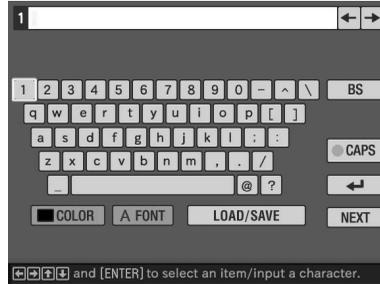 1 ← →
1 2 3 4 5 6 7 8 9 0 - ^ \ BS
q w e r t y u i o p [ ]
a s d f g h j k l ; : CAPS
z x c v b n m , . /
_ @ ? ↵
COLOR A FONT LOAD/SAVE NEXT
←→↑↓ and [ENTER] to select an item/input a character.